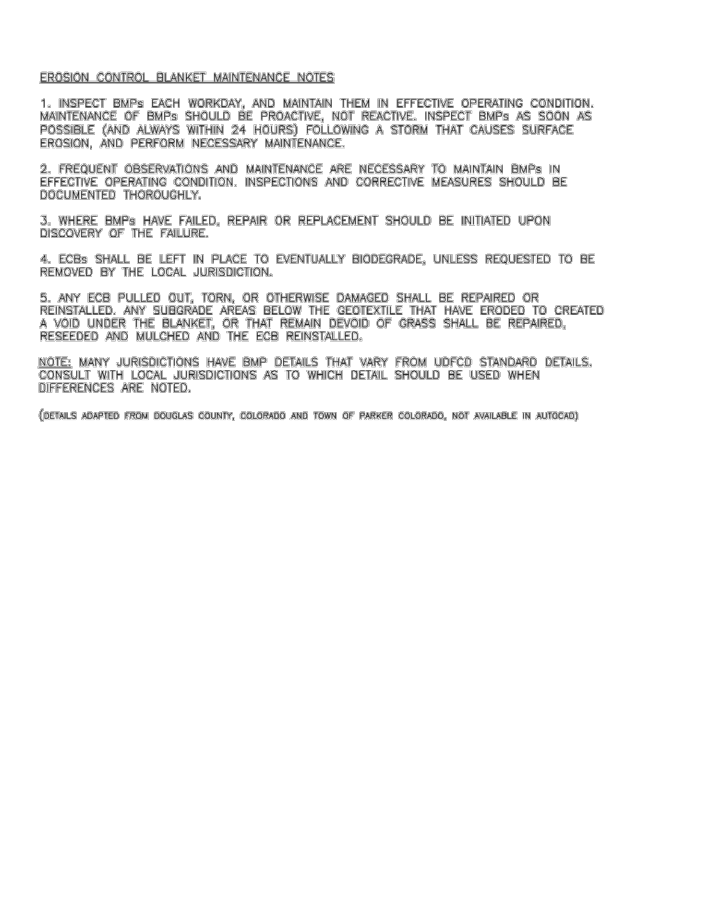 EROSION CONTROL BLANKET MAINTENANCE NOTES
1. INSPECT BMPs EACH WORKDAY, AND MAINTAIN THEM IN EFFECTIVE OPERATING CONDITION.
MAINTENANCE OF BMPs SHOULD BE PROACTIVE, NOT REACTIVE. INSPECT BMPs AS SOON AS
POSSIBLE (AND ALWAYS WITHIN 24 HOURS) FOLLOWING A STORM THAT CAUSES SURFACE
EROSION, AND PERFORM NECESSARY MAINTENANCE.
2. FREQUENT OBSERVATIONS AND MAINTENANCE ARE NECESSARY TO MAINTAIN BMPs IN
EFFECTIVE OPERATING CONDITION. INSPECTIONS AND CORRECTIVE MEASURES SHOULD BE
DOCUMENTED THOROUGHLY.
3. WHERE BMPs HAVE FAILED, REPAIR OR REPLACEMENT SHOULD BE INITIATED UPON
DISCOVERY OF THE FAILURE.
4. ECBs SHALL BE LEFT IN PLACE TO EVENTUALLY BIODEGRADE, UNLESS REQUESTED TO BE
REMOVED BY THE LOCAL JURISDICTION.
5. ANY ECB PULLED OUT, TORN, OR OTHERWISE DAMAGED SHALL BE REPAIRED OR
REINSTALLED. ANY SUBGRADE AREAS BELOW THE GEOTEXTILE THAT HAVE ERODED TO CREATED
A VOID UNDER THE BLANKET, OR THAT REMAIN DEVOID OF GRASS SHALL BE REPAIRED,
RESEEDED AND MULCHED AND THE ECB REINSTALLED.
NOTE: MANY JURISDICTIONS HAVE BMP DETAILS THAT VARY FROM UDFCD STANDARD DETAILS.
CONSULT WITH LOCAL JURISDICTIONS AS TO WHICH DETAIL SHOULD BE USED WHEN
DIFFERENCES ARE NOTED.
(DETAILS ADAPTED FROM DOUGLAS COUNTY, COLORADO AND TOWN OF PARKER COLORADO, NOT AVAILABLE IN AUTOCAD)